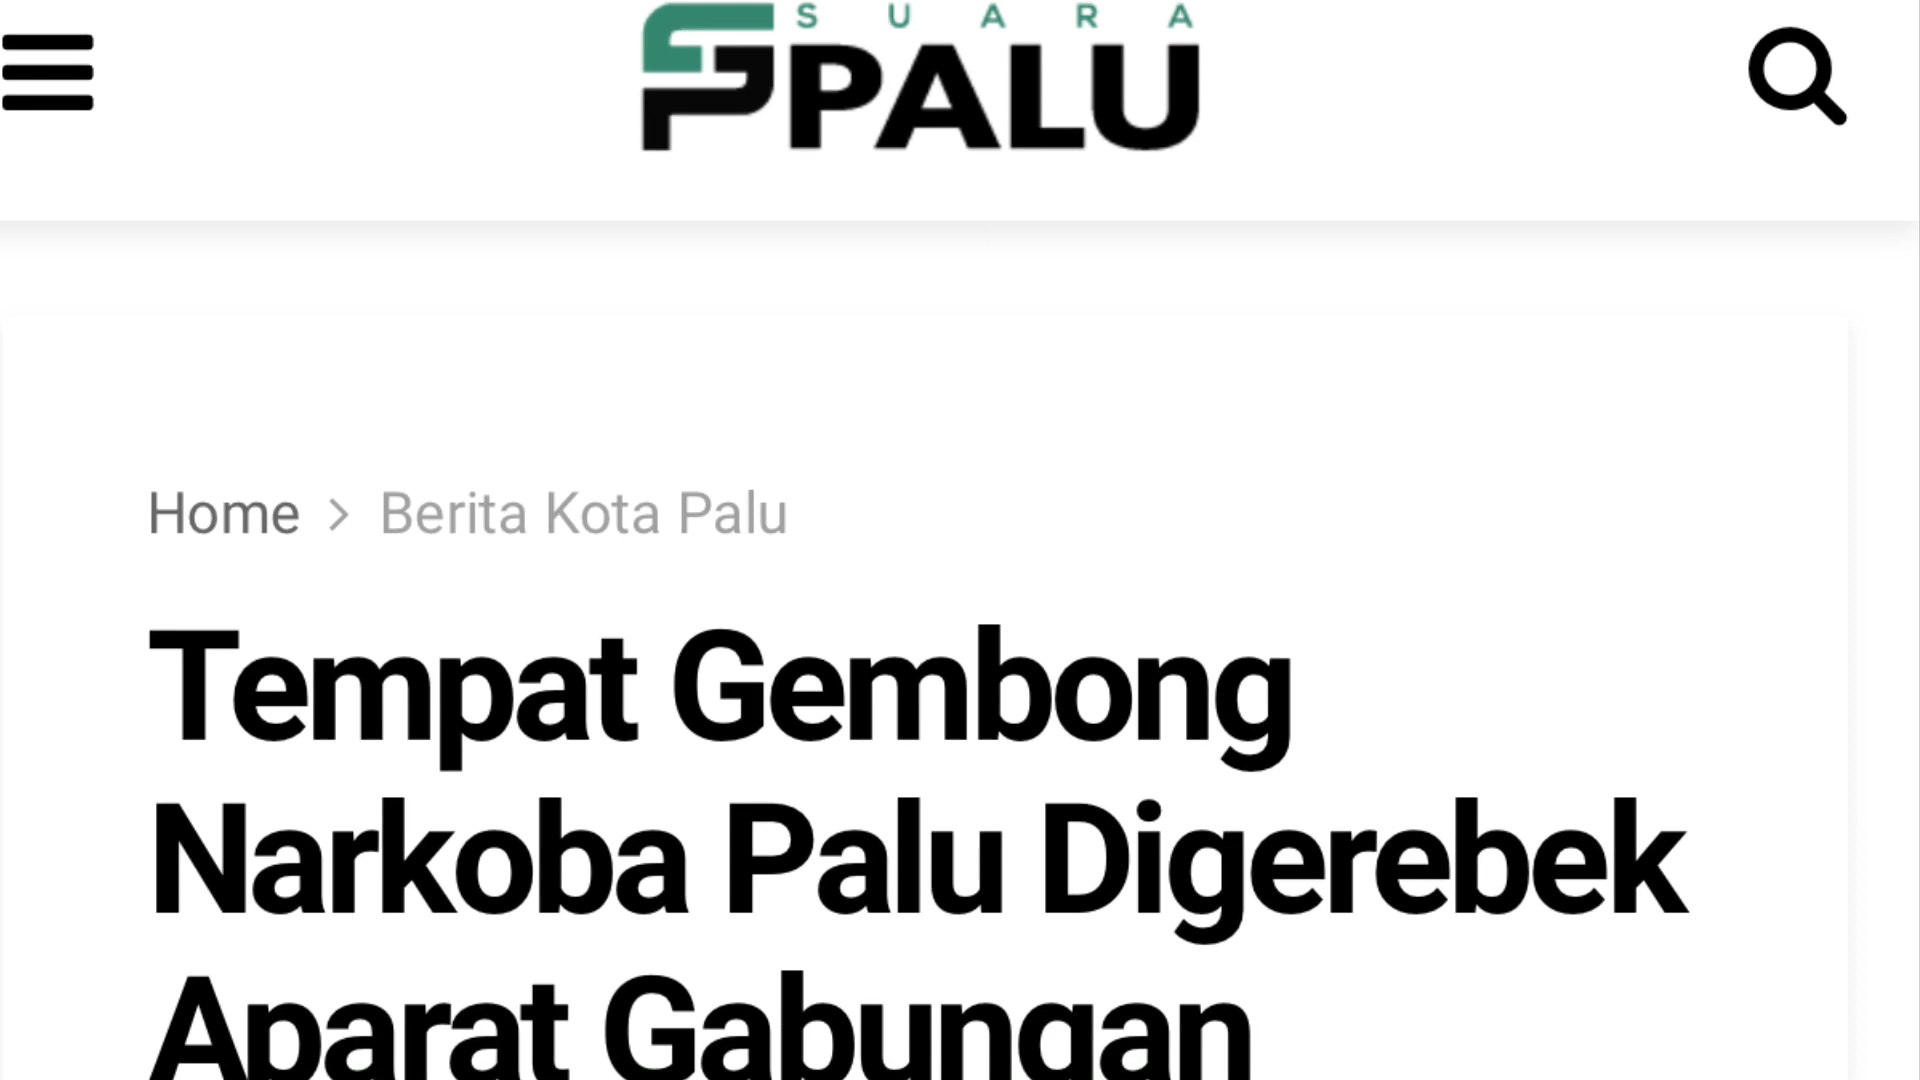 SUARA
PALU
Home > Berita Kota Palu
Tempat Gembong
Narkoba Palu Digerebek
Aparat Gabungan